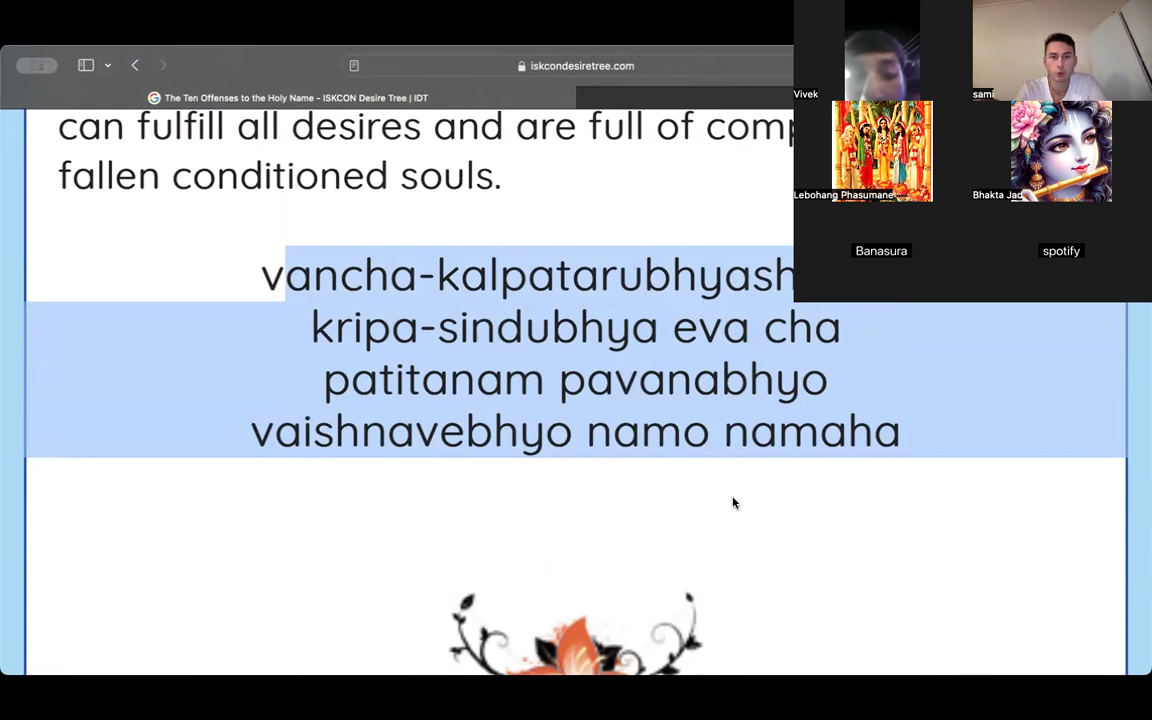 iskcondesiretree.com
The Ten Offenses to the Holy Name - ISKCON Desire Tree | IDT
can fulfill all desires and are full of
fallen conditioned souls.
vancha-kalpatarubhyash
kripa-sindubhya eva cha
patitanam pavanabhyo
vaishnavebhyo namo namaha
Vivek
sami
Lebohang Phasumane
Bhakta Jad
Banasura
spotify